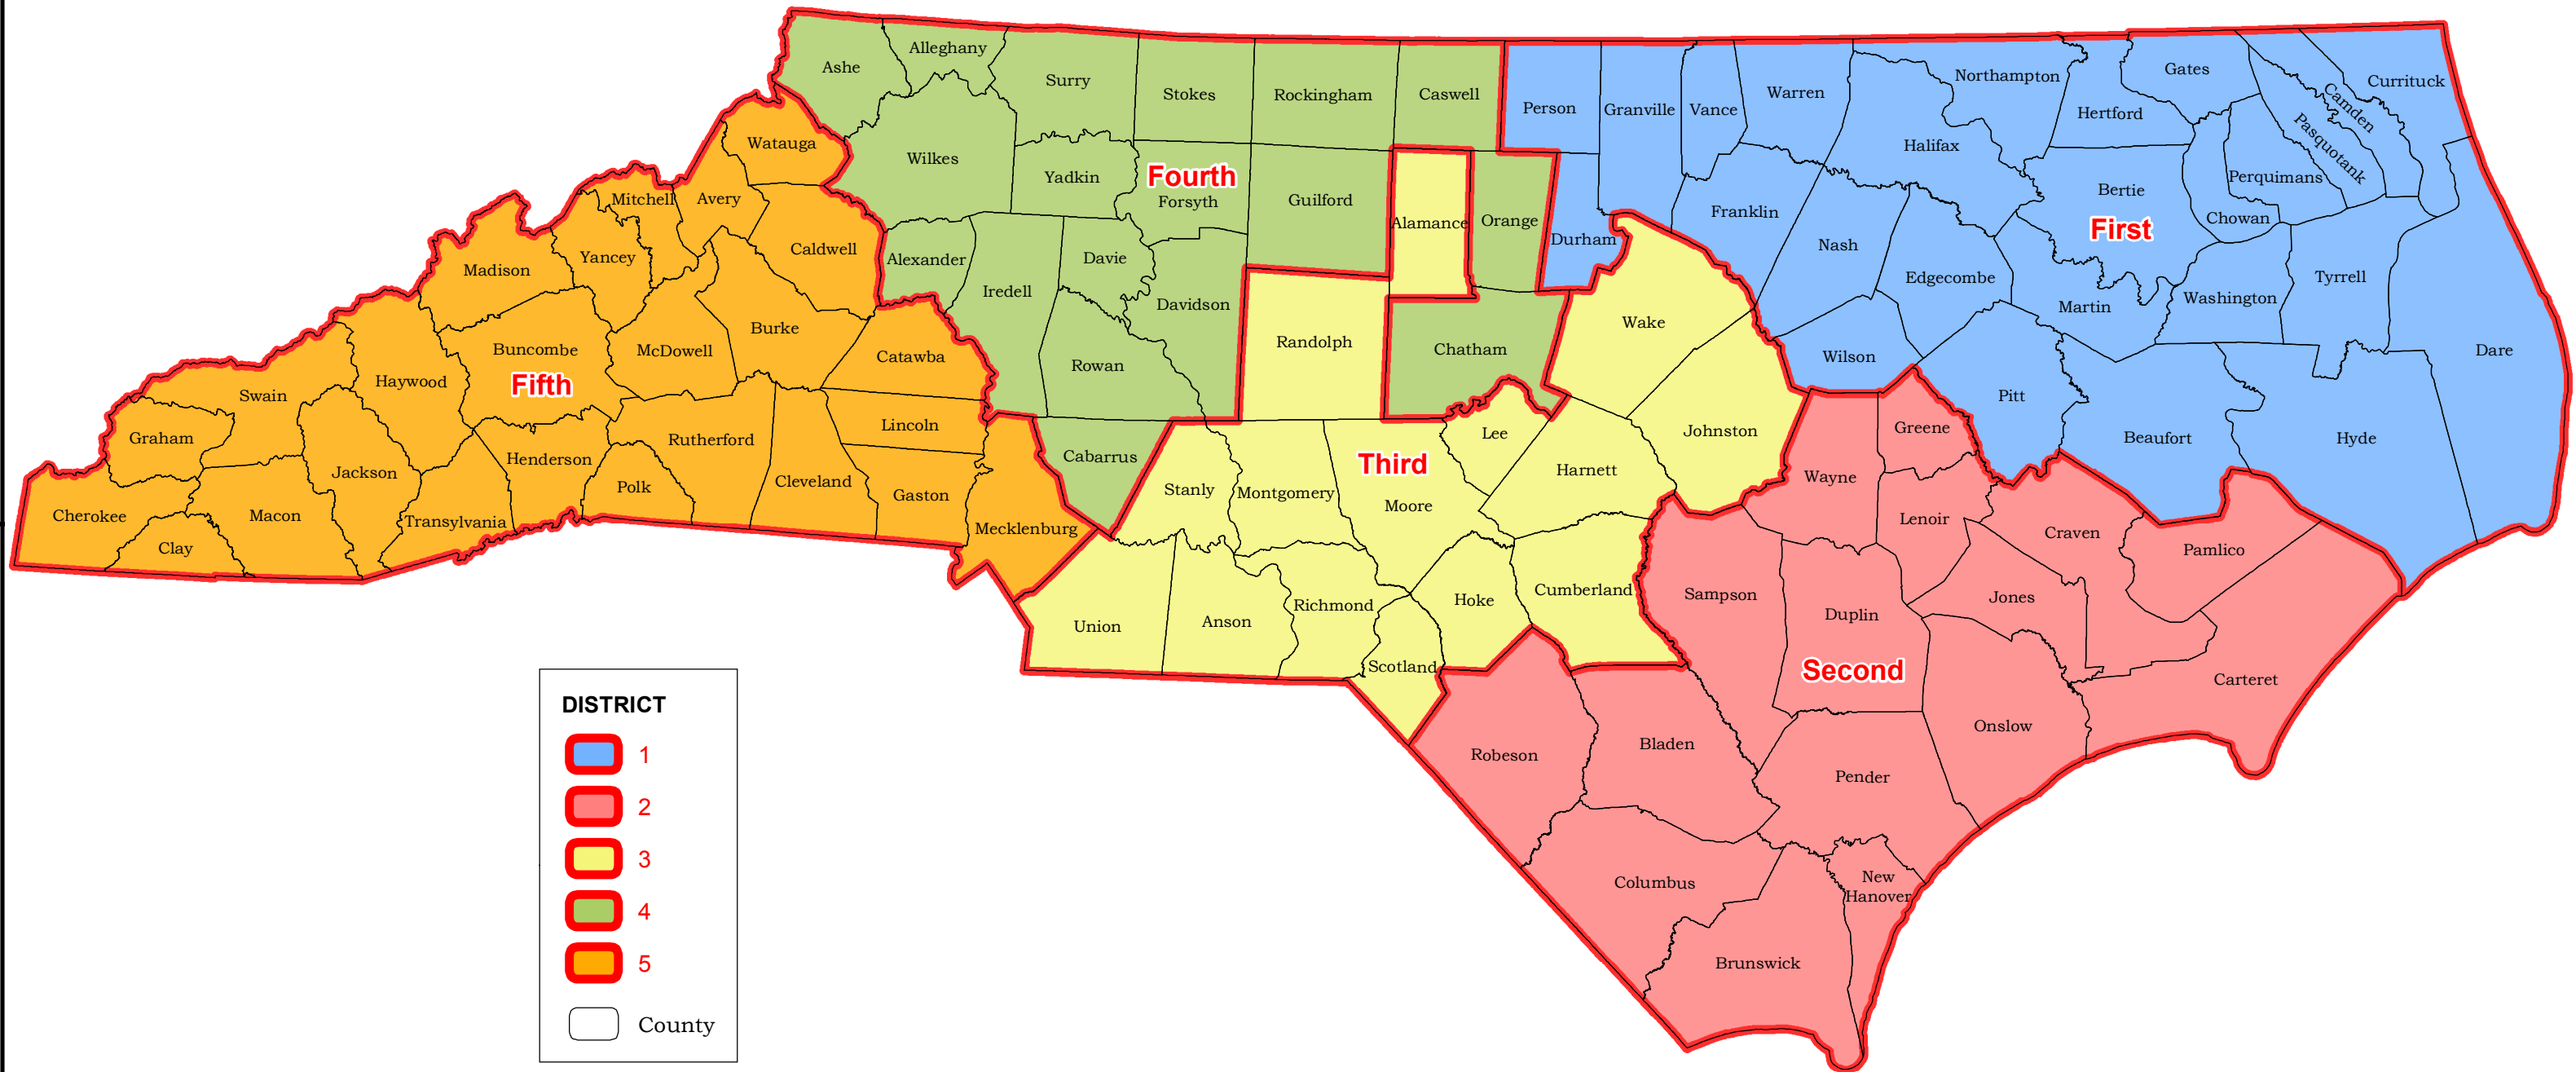 Ashe
Alleghany
Surry
Stokes
Rockingham
Caswell
Person
Granville
Vance
Warren
Northampton
Halifax
Hertford
Gates
Camden
Currituck
Pasquotank
Perquimans
Chowan
Bertie
First
Watauga
Wilkes
Yadkin
Fourth
Forsyth
Guilford
Alamance
Orange
Durham
Franklin
Nash
Edgecombe
Martin
Washington
Tyrrell
Dare
Mitchell
Avery
Caldwell
Alexander
Iredell
Davie
Davidson
Madison
Yancey
Burke
McDowell
Buncombe
Fifth
Catawba
Rowan
Randolph
Chatham
Wake
Wilson
Pitt
Beaufort
Hyde
Swain
Haywood
Graham
Jackson
Henderson
Rutherford
Lincoln
Polk
Cleveland
Gaston
Cabarrus
Stanly
Montgomery
Third
Moore
Lee
Harnett
Johnston
Wayne
Greene
Lenoir
Craven
Pamlico
Cherokee
Clay
Macon
Transylvania
Mecklenburg
Union
Anson
Richmond
Scotland
Hoke
Cumberland
Sampson
Duplin
Jones
Second
Carteret
Onslow
Robeson
Bladen
Pender
Columbus
New
Hanover
Brunswick
DISTRICT
1
2
3
4
5
County